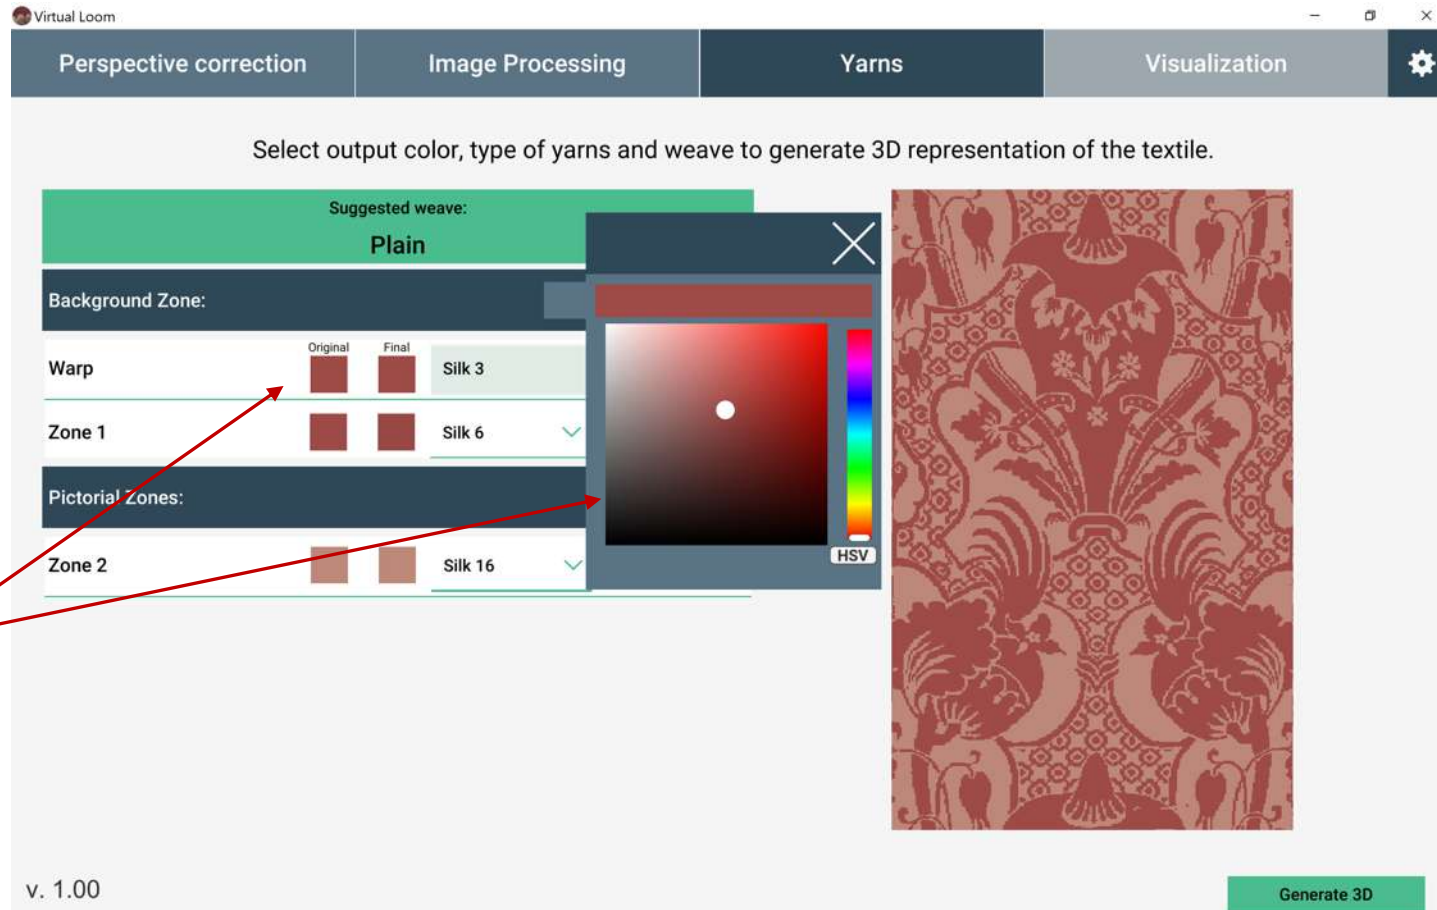 Virtual Loom
Perspective correction
Image Processing
Yarns
Visualization
Select output color, type of yarns and weave to generate 3D representation of the textile.
Suggested weave:
Plain
Background Zone:
Original Final
Warp
Silk 3
Zone 1
Silk 6
Pictorial Zones:
Zone 2
Silk 16
HSV
v. 1.00
Generate 3D